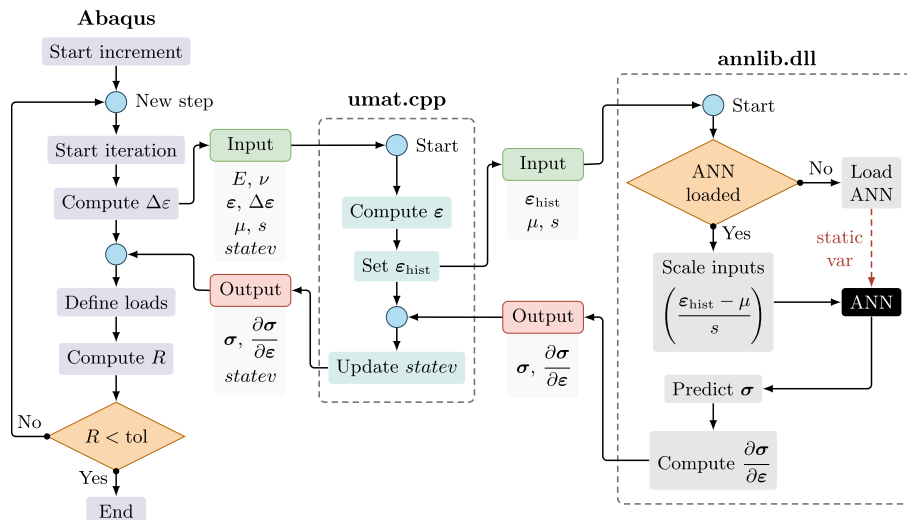 Abaqus
Start increment
New step
Start iteration
Compute Δε
Define loads
Compute R
No
R < tol
Yes
End
Input
E, ν
ε, Δε
μ, s
statev
Output
σ, ∂σ/∂ε
statev
umat.cpp
Start
Compute ε
Set ε_hist
Update statev
Input
ε_hist
μ, s
Output
σ, ∂σ/∂ε
annlib.dll
Start
ANN
loaded
No
Load
ANN
Yes
static
var
Scale inputs
(ε_hist − μ / s)
ANN
Predict σ
Compute ∂σ/∂ε